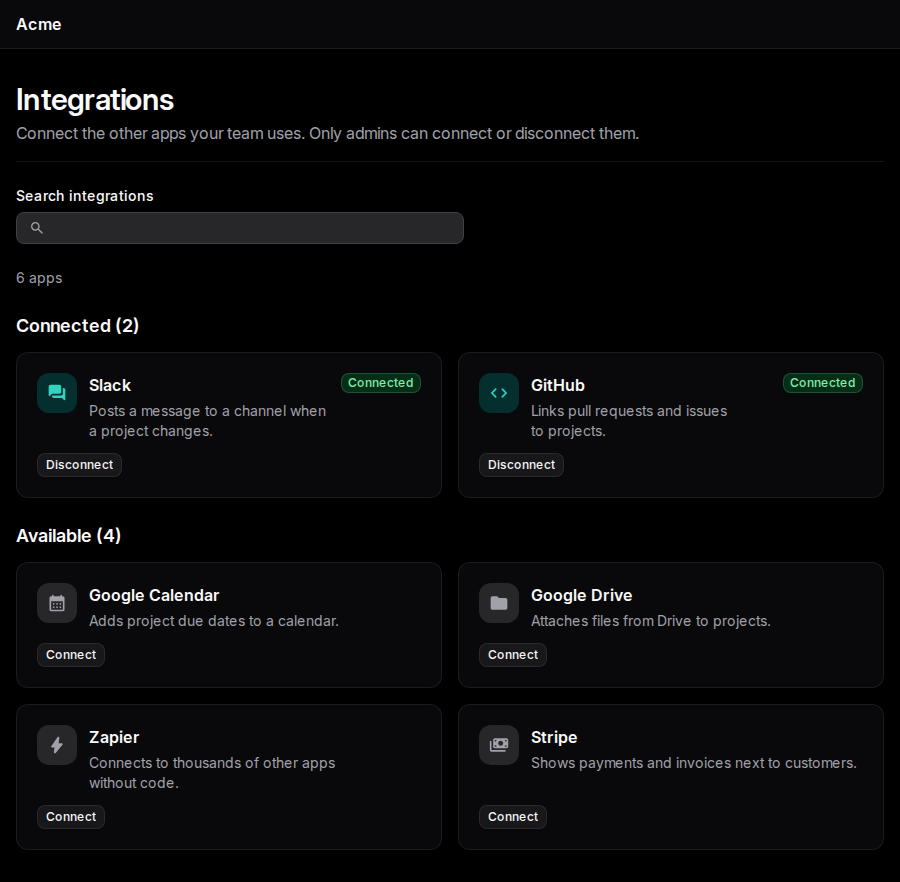 Acme
Integrations
Connect the other apps your team uses. Only admins can connect or disconnect them.
Search integrations
6 apps
Connected (2)
Slack
Connected
Posts a message to a channel when
a project changes.
Disconnect
GitHub
Connected
Links pull requests and issues
to projects.
Disconnect
Available (4)
Google Calendar
Adds project due dates to a calendar.
Connect
Google Drive
Attaches files from Drive to projects.
Connect
Zapier
Connects to thousands of other apps
without code.
Connect
Stripe
Shows payments and invoices next to customers.
Connect